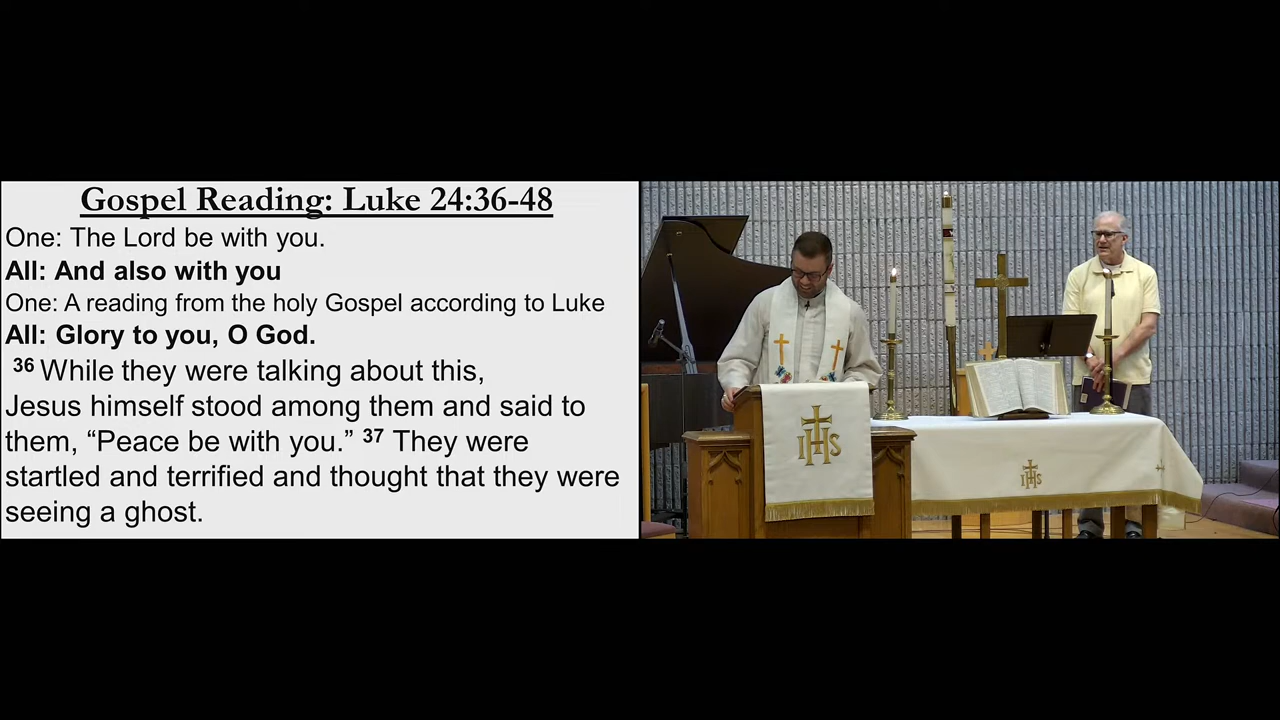 Gospel Reading: Luke 24:36-48
One: The Lord be with you.
All: And also with you
One: A reading from the holy Gospel according to Luke
All: Glory to you, O God.
36 While they were talking about this,
Jesus himself stood among them and said to
them, “Peace be with you.” 37 They were
startled and terrified and thought that they were
seeing a ghost.
IHS
IHS